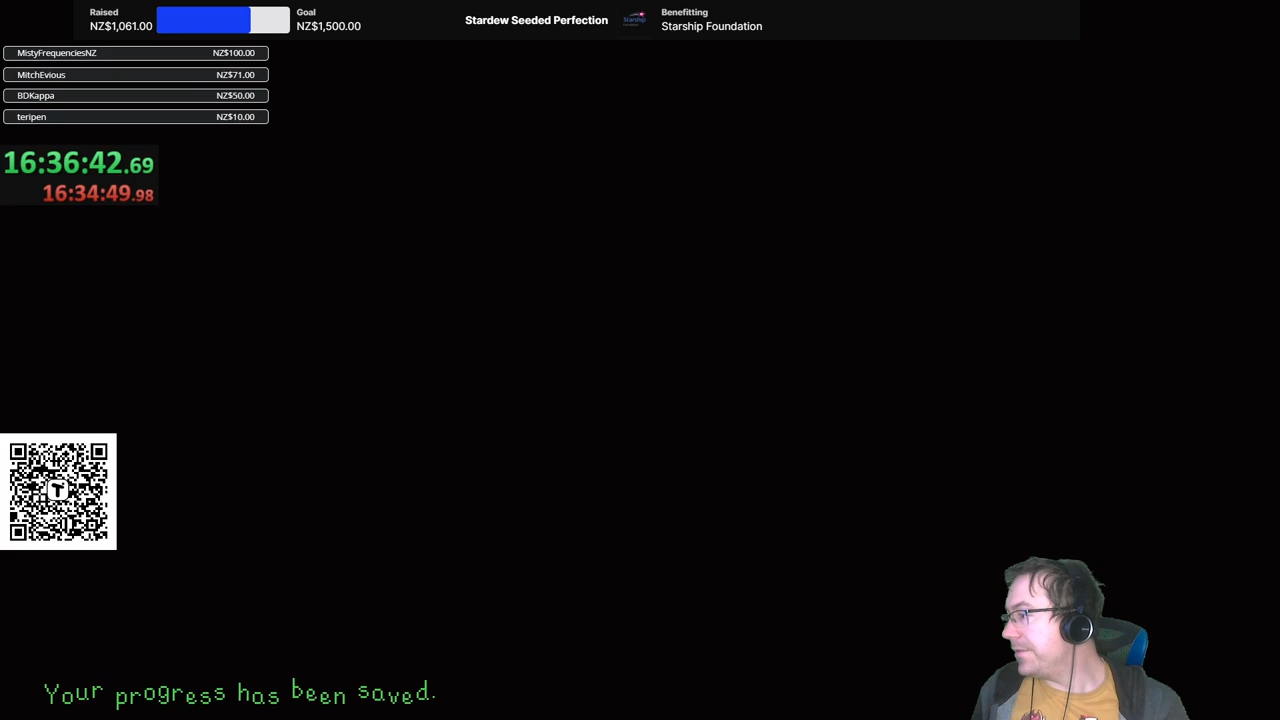 Raised
NZ$1,061.00
Goal
NZ$1,500.00
Stardew Seeded Perfection
Starship
Benefitting
Starship Foundation
MistyFrequenciesNZ NZ$100.00
MitchEvious NZ$71.00
BDKappa NZ$50.00
teripen NZ$10.00
16:36:42.69
16:34:49.98
T
Your progress has been saved.